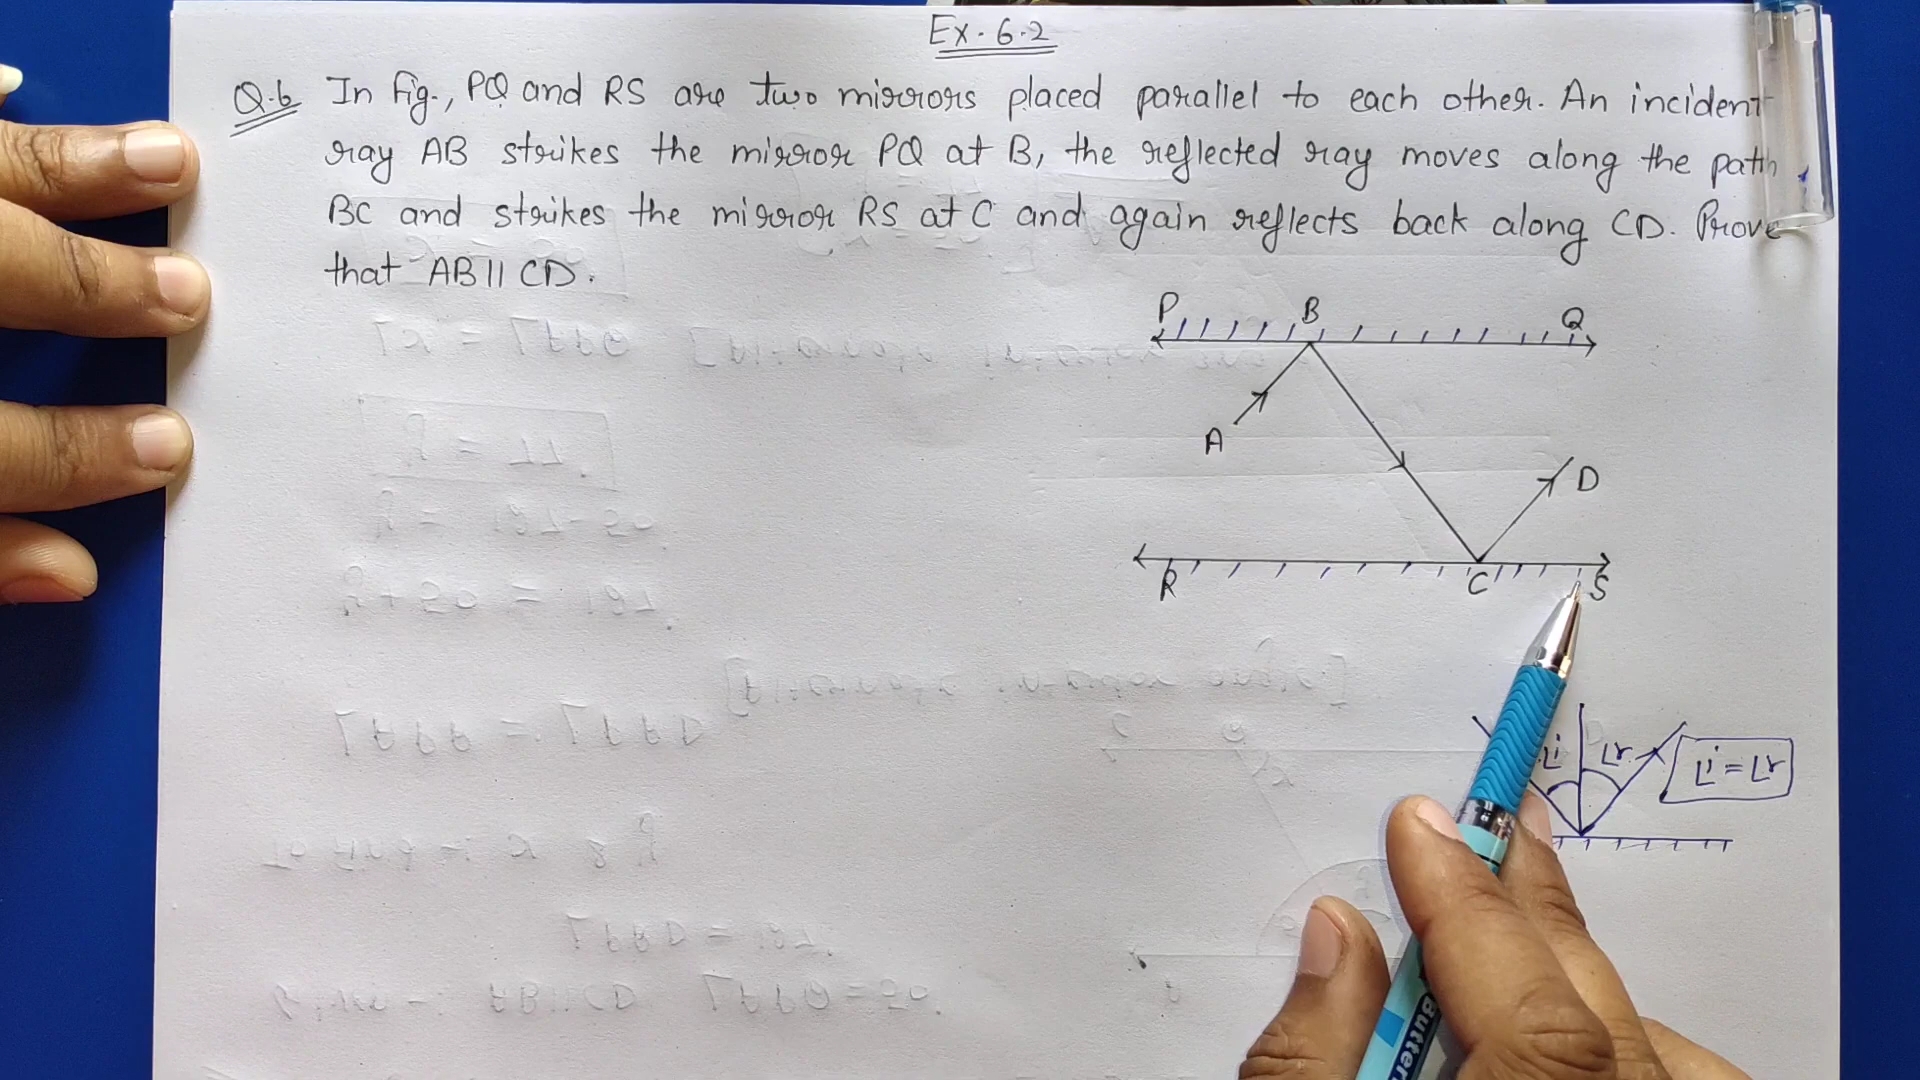 Ex. 6.2
Q.6 In fig., PQ and RS are two mirrors placed parallel to each other. An incident
ray AB strikes the mirror PQ at B, the reflected ray moves along the path
BC and strikes the mirror RS at C and again reflects back along CD. Prove
that AB || CD.
P B Q
A
D
R C S
∠i ∠r ∠i = ∠r
Butter